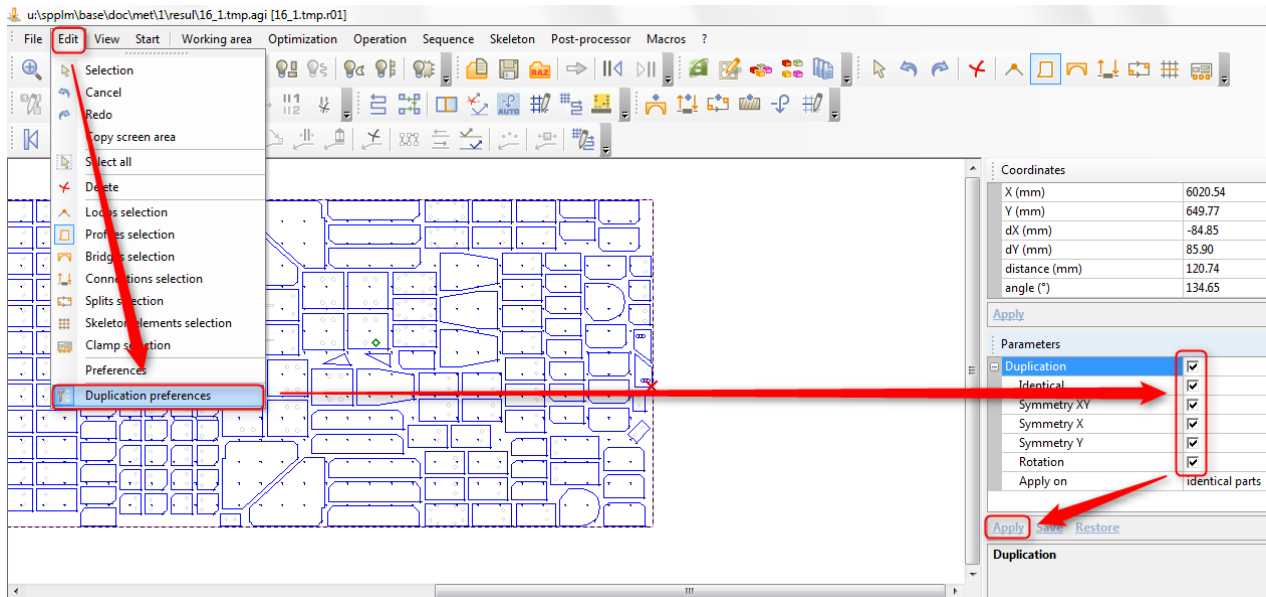 u:\spplm\base\doc\met\1\resul\16_1.tmp.agi [16_1.tmp.r01]
File Edit View Start Working area Optimization Operation Sequence Skeleton Post-processor Macros ?
Selection
Cancel
Redo
Copy screen area
Select all
Delete
Loops selection
Profiles selection
Bridges selection
Connections selection
Splits selection
Skeleton elements selection
Clamp selection
Preferences
Duplication preferences
RAZ
AUTO
Coordinates
X (mm) 6020.54
Y (mm) 649.77
dX (mm) -84.85
dY (mm) 85.90
distance (mm) 120.74
angle (°) 134.65
Apply
Parameters
Duplication
Identical
Symmetry XY
Symmetry X
Symmetry Y
Rotation
Apply on identical parts
Apply Save Restore
Duplication